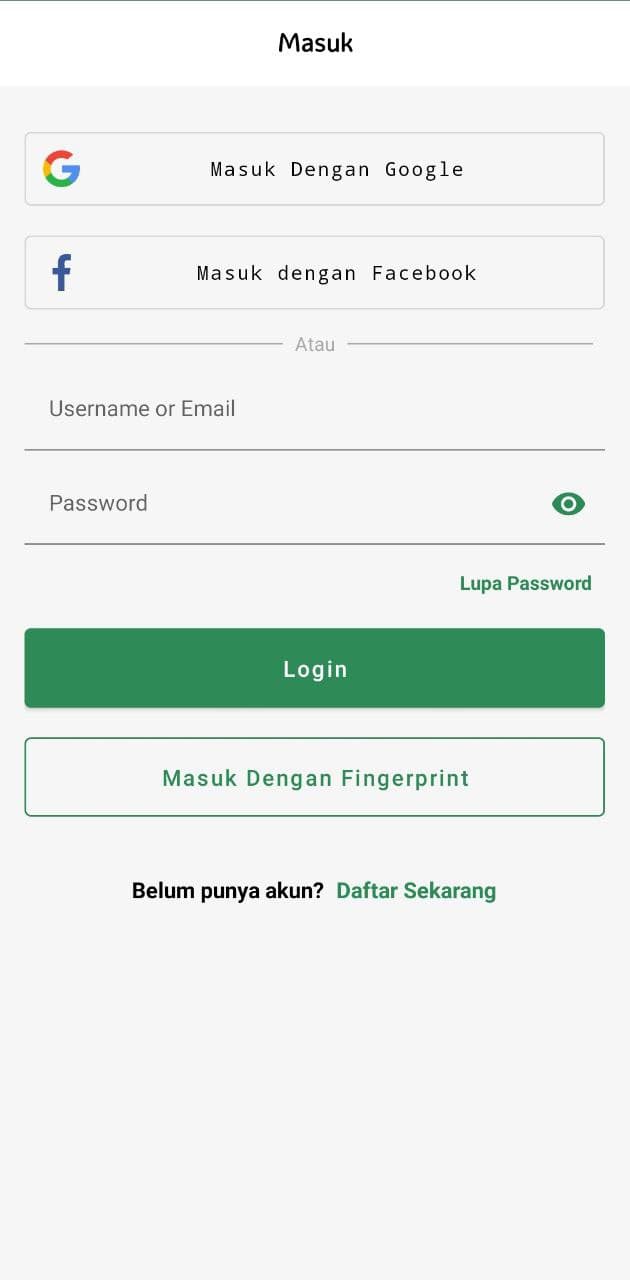 Masuk
Masuk Dengan Google
Masuk dengan Facebook
Atau
Username or Email
Password
Lupa Password
Login
Masuk Dengan Fingerprint
Belum punya akun? Daftar Sekarang